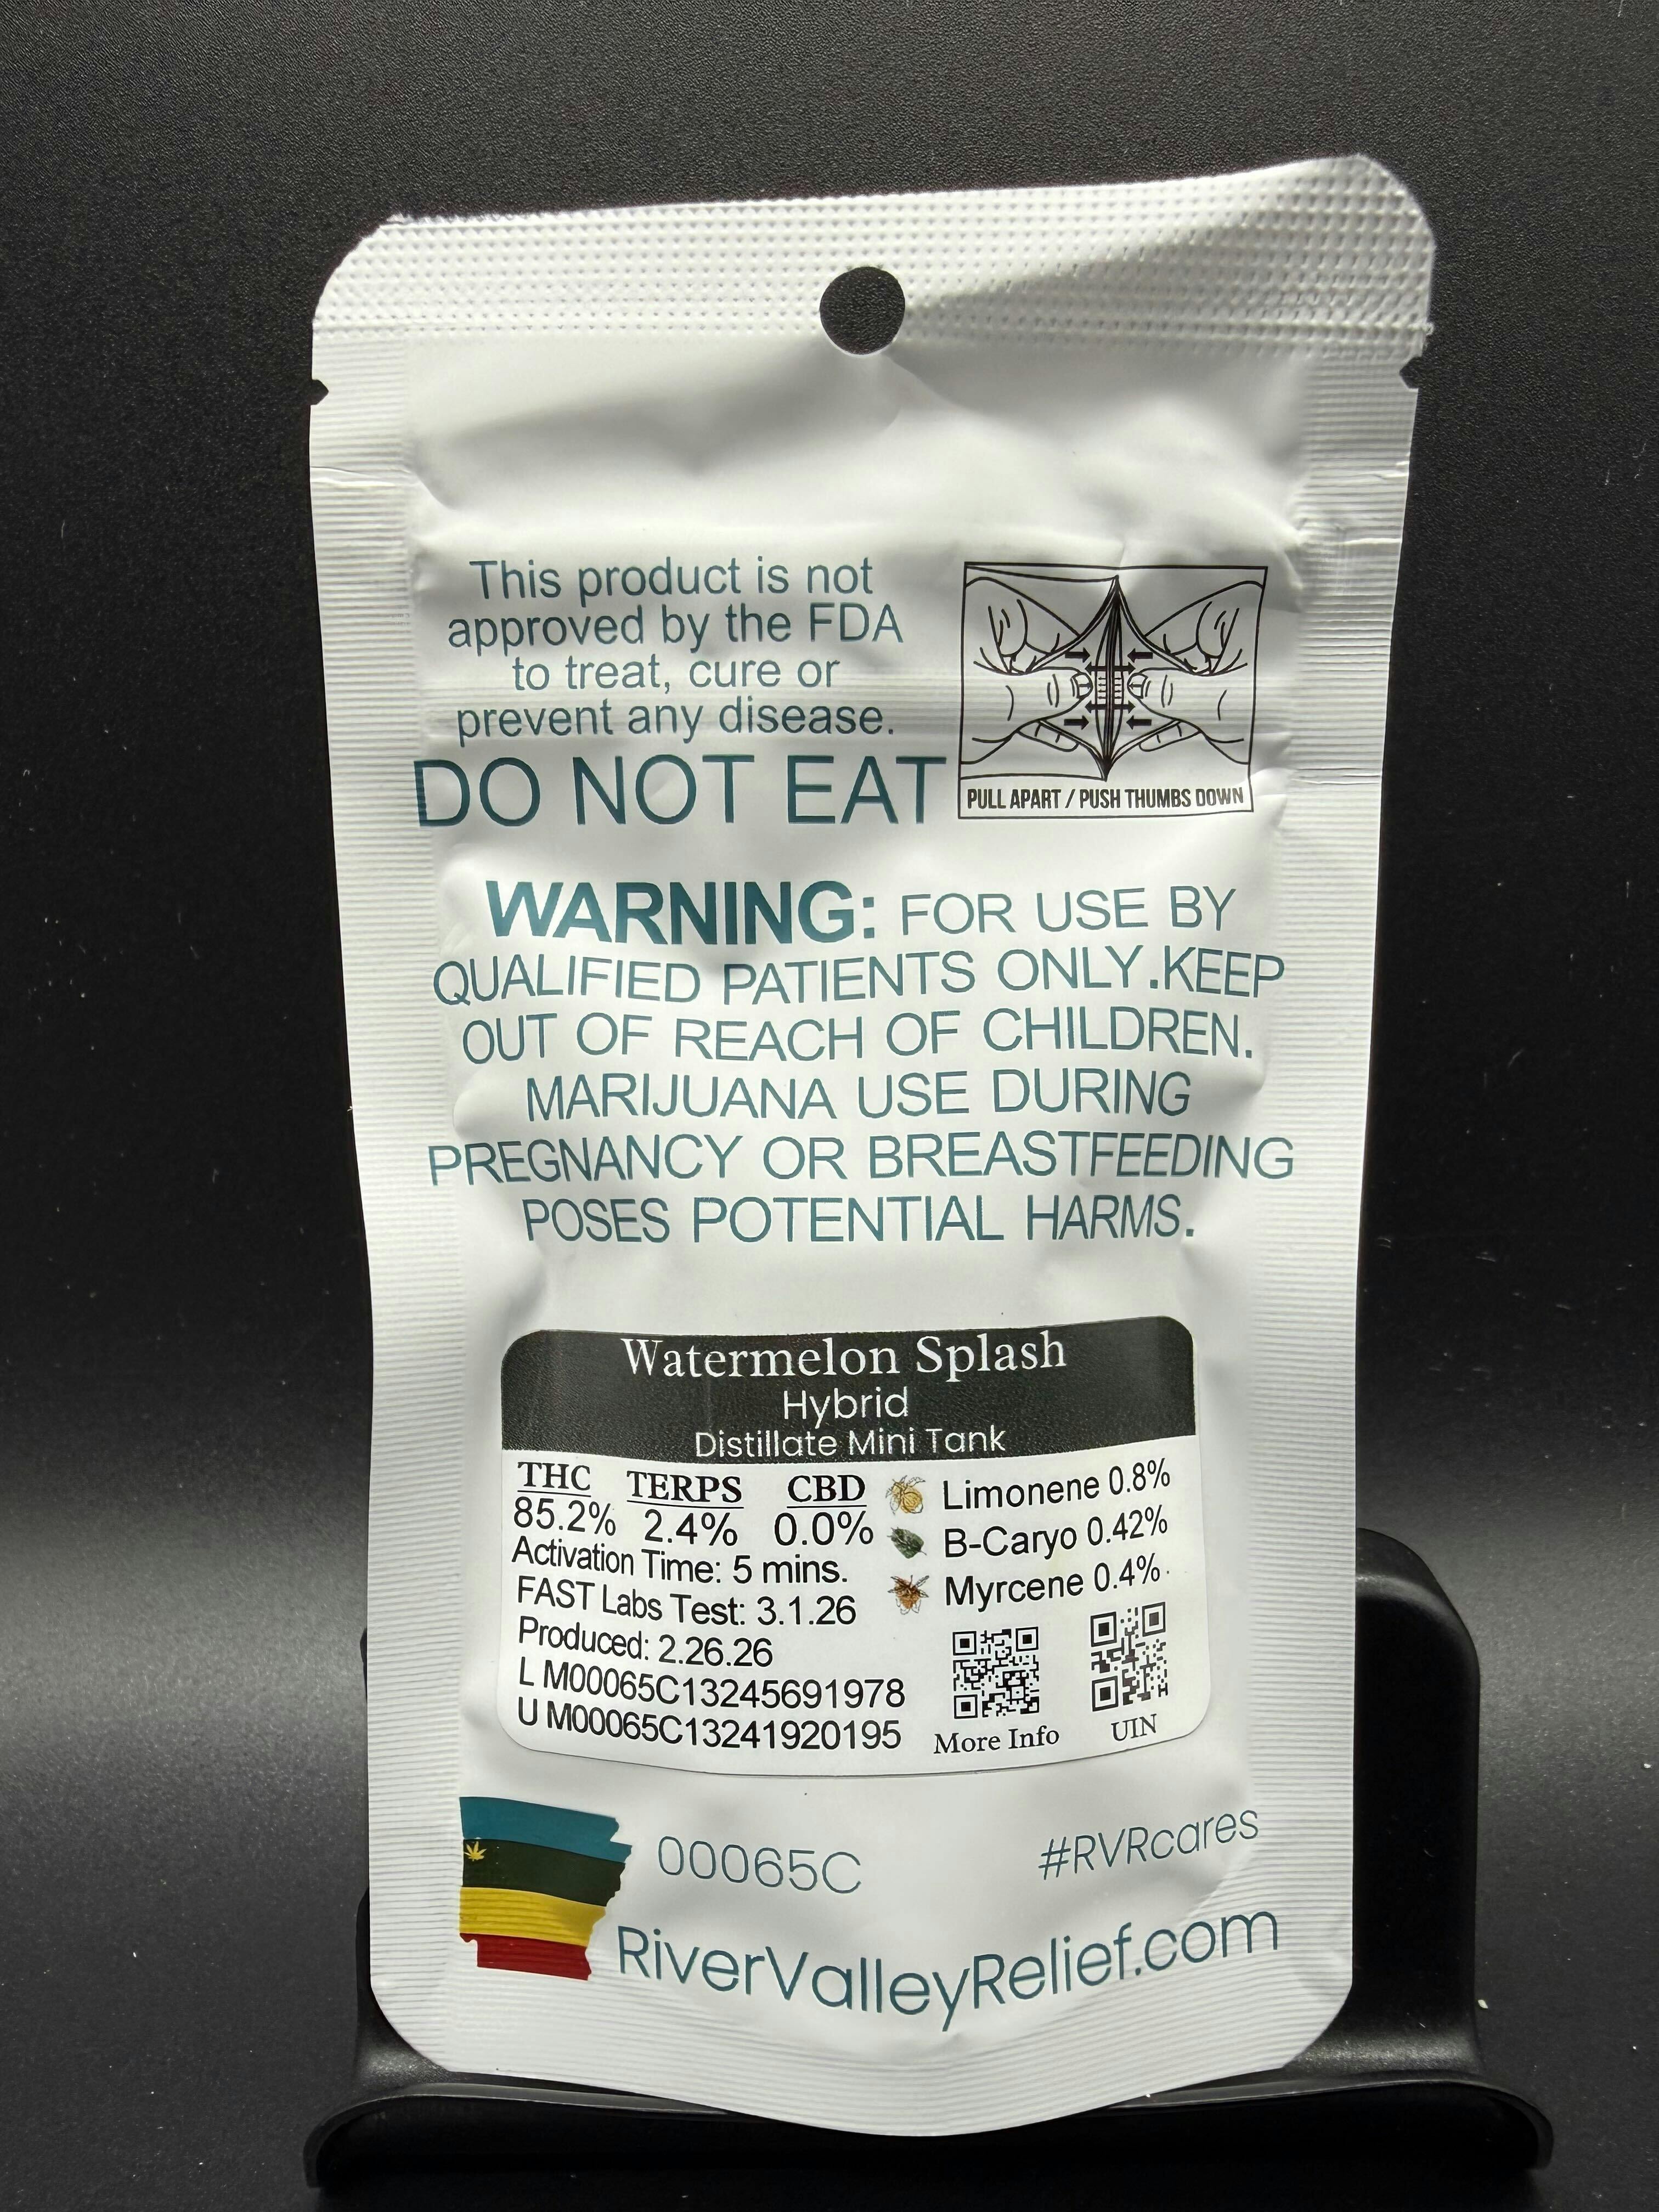 This product is not
approved by the FDA
to treat, cure or
prevent any disease.
DO NOT EAT
PULL APART / PUSH THUMBS DOWN
WARNING: FOR USE BY
QUALIFIED PATIENTS ONLY.KEEP
OUT OF REACH OF CHILDREN.
MARIJUANA USE DURING
PREGNANCY OR BREASTFEEDING
POSES POTENTIAL HARMS.
Watermelon Splash
Hybrid
Distillate Mini Tank
THC TERPS CBD
85.2% 2.4% 0.0%
Activation Time: 5 mins.
FAST Labs Test: 3.1.26
Produced: 2.26.26
L M00065C13245691978
U M00065C13241920195
Limonene 0.8%
B-Caryo 0.42%
Myrcene 0.4%
More Info
UIN
00065C
#RVRcares
RiverValleyRelief.com